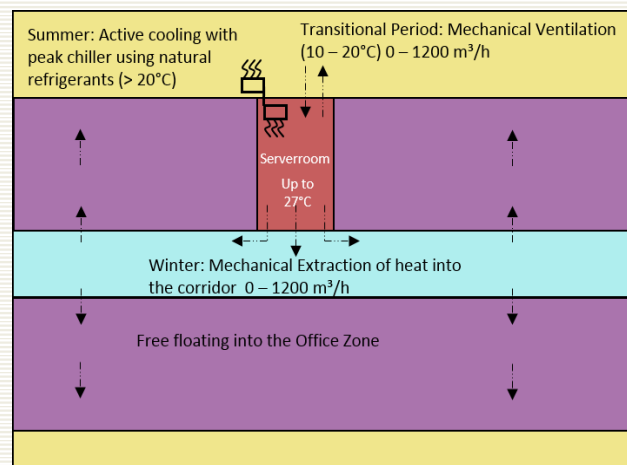 Summer: Active cooling with
peak chiller using natural
refrigerants (> 20°C)
Transitional Period: Mechanical Ventilation
(10 – 20°C) 0 – 1200 m³/h
Serverroom
Up to
27°C
Winter: Mechanical Extraction of heat into
the corridor 0 – 1200 m³/h
Free floating into the Office Zone